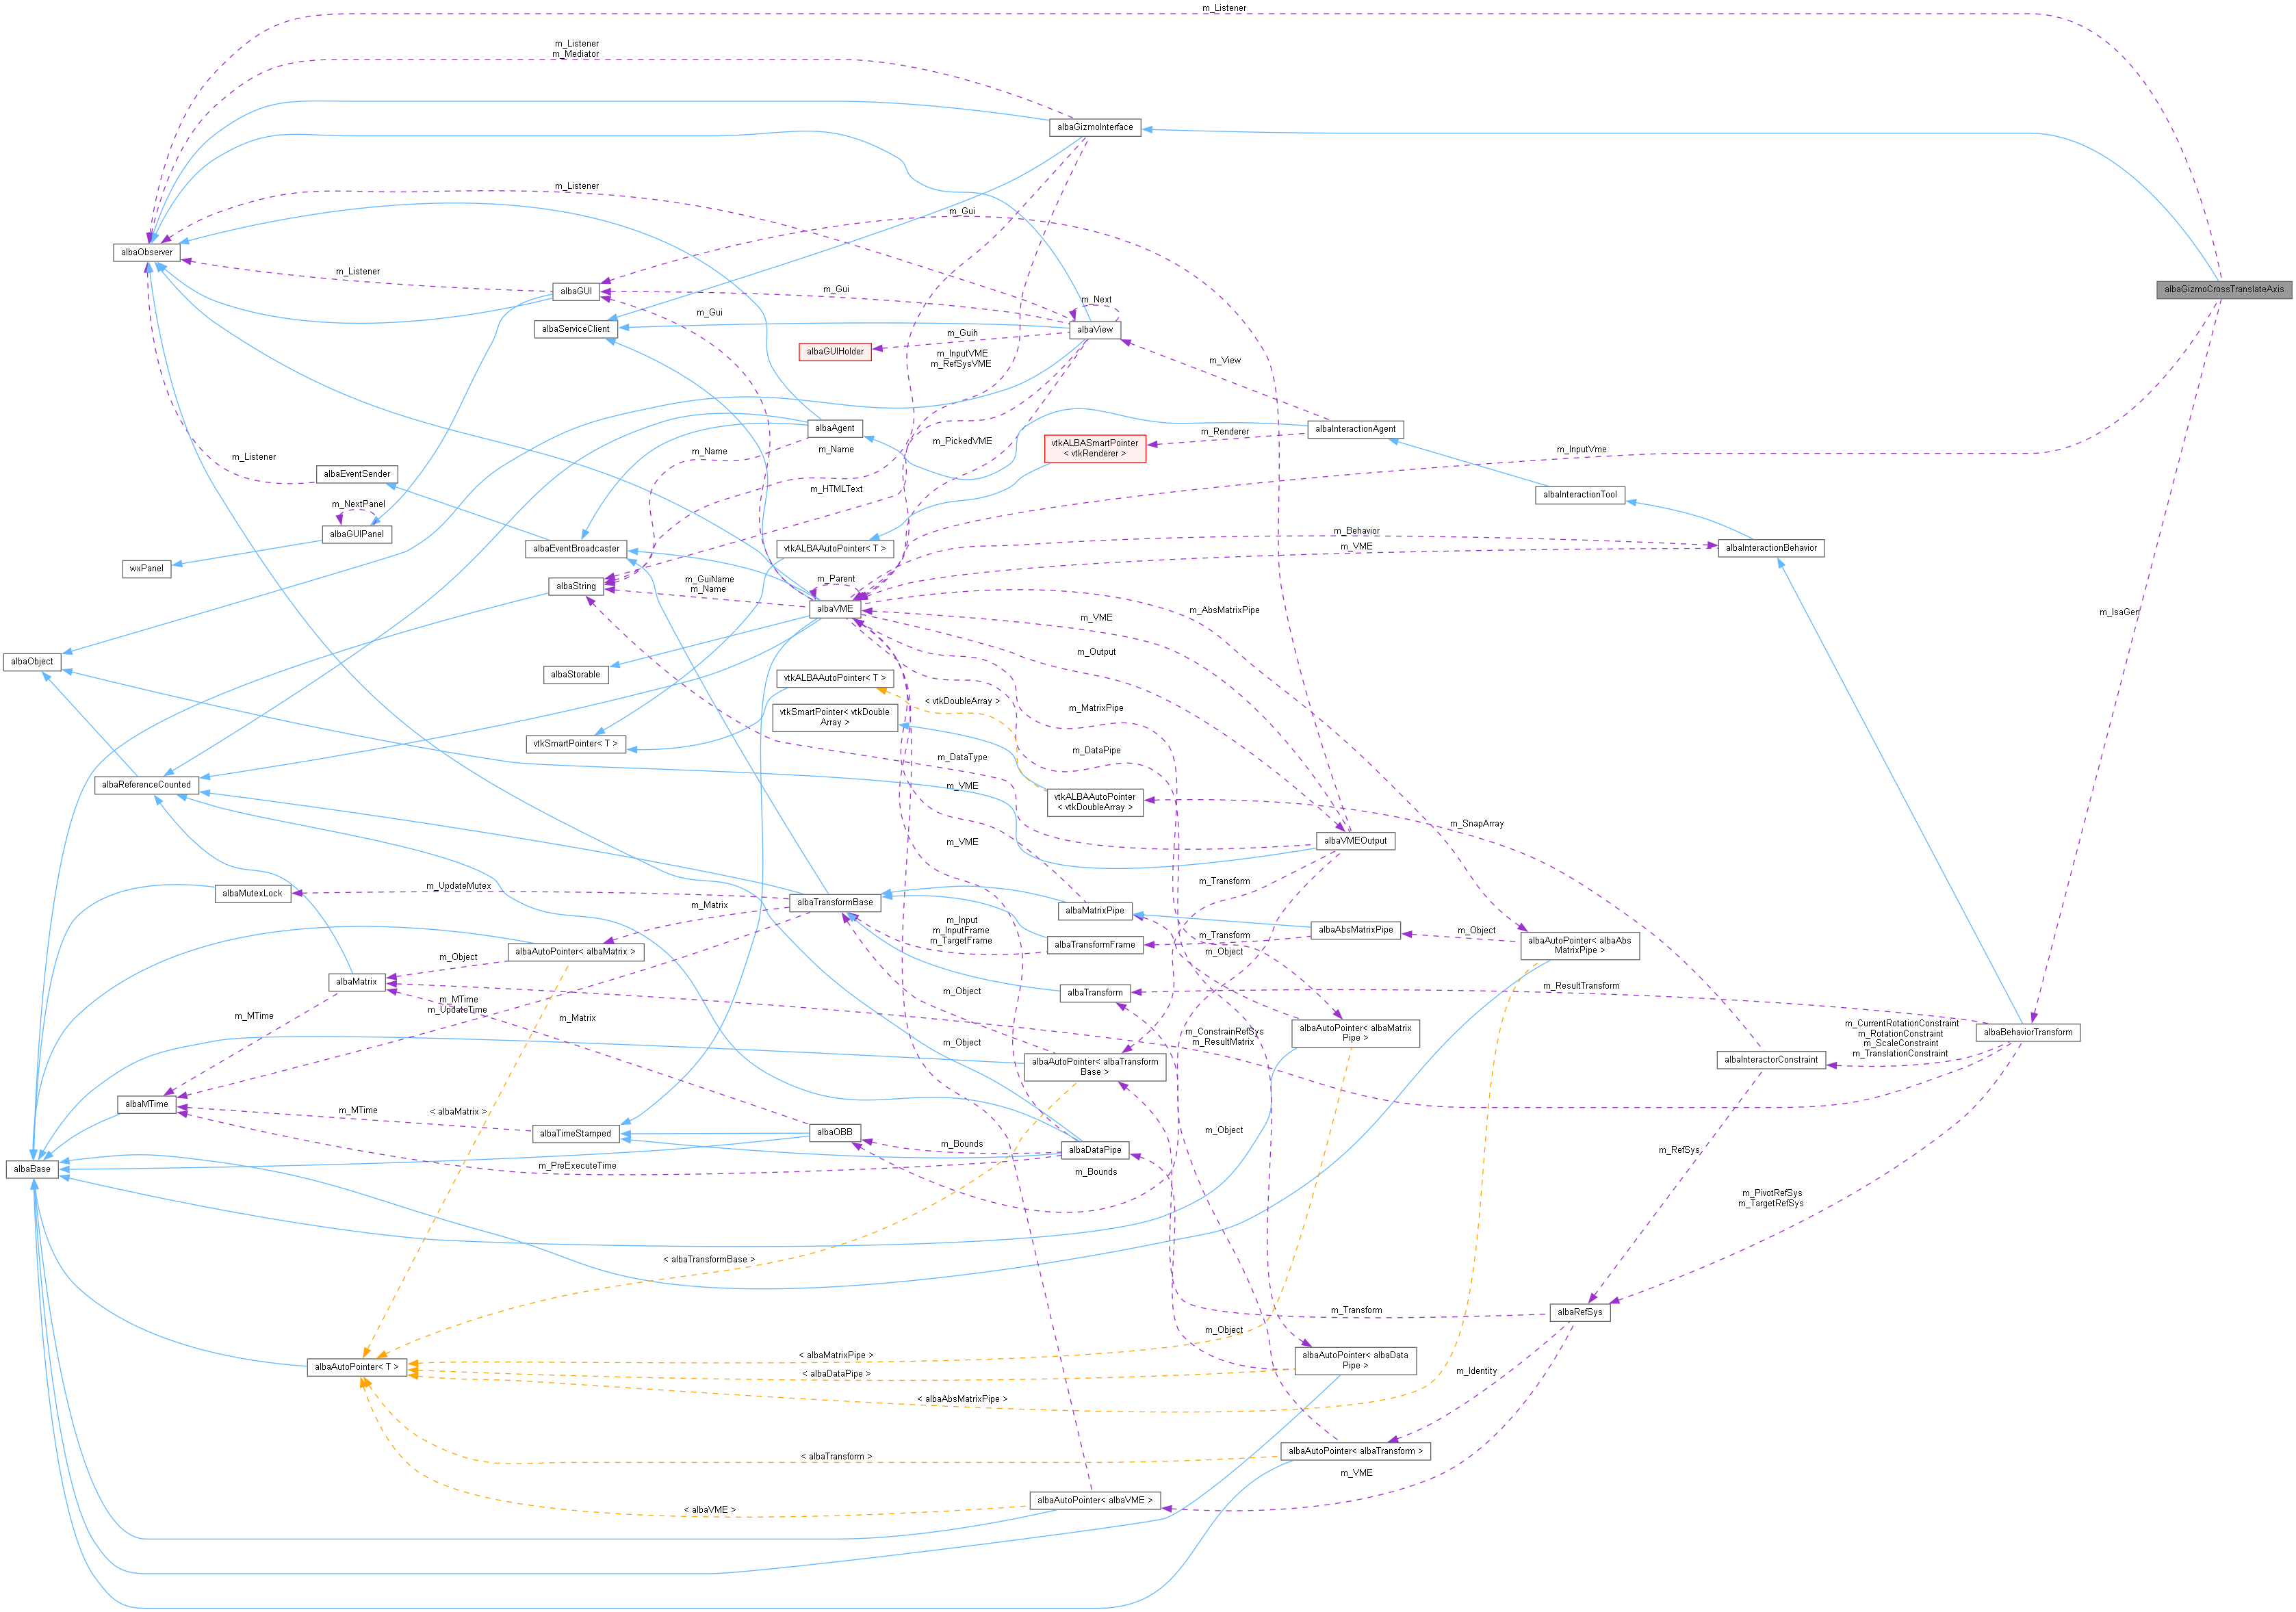 m_Listener
m_Listener
m_Mediator
albaGizmoInterface
m_Listener
m_Gui
albaObserver
m_Listener
albaGUI
m_Gui
albaGizmoCrossTranslateAxis
m_Next
m_Gui
albaServiceClient
albaView
m_Guih
albaGUIHolder
m_InputVME
m_RefSysVME
m_View
albaAgent
albaInteractionAgent
m_Renderer
m_PickedVME
vtkALBASmartPointer
< vtkRenderer >
m_Name
m_Name
m_InputVme
m_Listener
albaEventSender
m_HTMLText
albaInteractionTool
m_NextPanel
albaGUIPanel
m_Behavior
albaEventBroadcaster
vtkALBAAutoPointer< T >
m_VME
albaInteractionBehavior
wxPanel
m_GuiName
m_Name
m_Parent
albaString
albaVME
m_AbsMatrixPipe
m_VME
m_IsaGen
m_Output
albaObject
albaStorable
vtkALBAAutoPointer< T >
< vtkDoubleArray >
m_MatrixPipe
vtkSmartPointer< vtkDouble
Array >
vtkSmartPointer< T >
m_DataPipe
m_DataType
albaReferenceCounted
m_VME
vtkALBAAutoPointer
< vtkDoubleArray >
m_SnapArray
albaVMEOutput
m_VME
m_UpdateMutex
albaMutexLock
m_Transform
albaTransformBase
m_Matrix
albaMatrixPipe
m_Input
m_InputFrame
m_TargetFrame
albaAbsMatrixPipe
m_Transform
m_Object
albaAutoPointer< albaAbs
MatrixPipe >
albaAutoPointer< albaMatrix >
albaTransformFrame
m_Object
m_Object
albaMatrix
m_Object
albaTransform
m_ResultTransform
m_MTime
m_UpdateTime
m_MTime
m_Matrix
m_ConstrainRefSys
m_ResultMatrix
albaAutoPointer< albaMatrix
Pipe >
m_CurrentRotationConstraint
m_RotationConstraint
m_ScaleConstraint
m_TranslationConstraint
albaBehaviorTransform
m_Object
albaAutoPointer< albaTransform
Base >
albaInteractorConstraint
albaMTime
< albaMatrix >
m_MTime
albaTimeStamped
albaOBB
m_Object
m_Bounds
albaDataPipe
m_RefSys
albaBase
m_PreExecuteTime
m_Bounds
m_PivotRefSys
m_TargetRefSys
< albaTransformBase >
m_Transform
albaRefSys
m_Object
albaAutoPointer< T >
< albaMatrixPipe >
albaAutoPointer< albaData
Pipe >
< albaDataPipe >
m_Identity
< albaAbsMatrixPipe >
albaAutoPointer< albaTransform >
< albaTransform >
m_VME
albaAutoPointer< albaVME >
< albaVME >